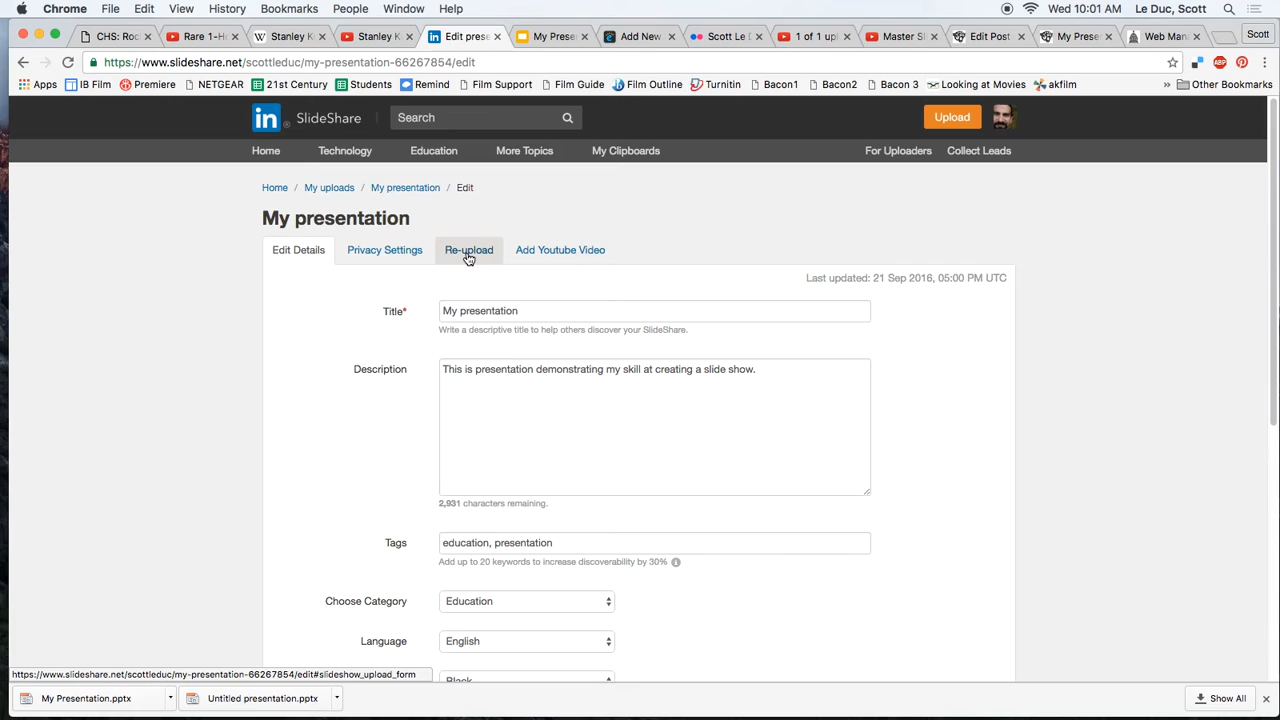 Chrome File Edit View History Bookmarks People Window Help Wed 10:01 AM Le Duc, Scott
CHS: Roc Rare 1-H Stanley K Stanley K Edit prese My Prese Add New Scott Le D 1 of 1 upl Master Sl Edit Post My Prese Web Man Scott
https://www.slideshare.net/scottleduc/my-presentation-66267854/edit
Apps IB Film Premiere NETGEAR 21st Century Students Remind Film Support Film Guide Film Outline Turnitin Bacon1 Bacon2 Bacon 3 Looking at Movies akfilm » Other Bookmarks
in SlideShare Search Upload
Home Technology Education More Topics My Clipboards For Uploaders Collect Leads
Home / My uploads / My presentation / Edit
My presentation
Edit Details Privacy Settings Re-upload Add Youtube Video
Last updated: 21 Sep 2016, 05:00 PM UTC
Title* My presentation
Write a descriptive title to help others discover your SlideShare.
Description This is presentation demonstrating my skill at creating a slide show.
2,931 characters remaining.
Tags education, presentation
Add up to 20 keywords to increase discoverability by 30%
Choose Category Education
Language English
Black
https://www.slideshare.net/scottleduc/my-presentation-66267854/edit#slideshow_upload_form
My Presentation.pptx Untitled presentation.pptx Show All